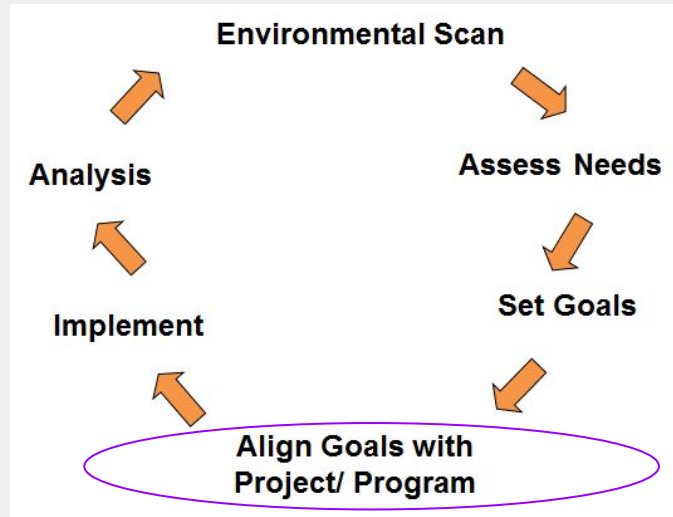 Environmental Scan
Assess Needs
Set Goals
Align Goals with
Project/ Program
Implement
Analysis